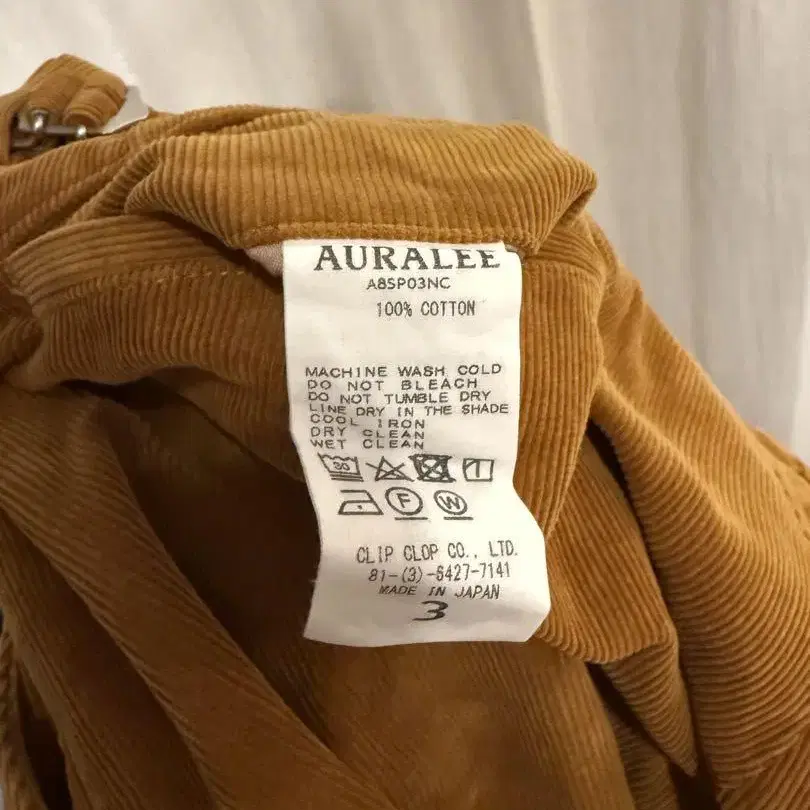 AURALEE
A8SP03NC
100% COTTON
MACHINE WASH COLD
DO NOT BLEACH
DO NOT TUMBLE DRY
LINE DRY IN THE SHADE
COOL IRON
DRY CLEAN
WET CLEAN
30
F W
CLIP CLOP CO., LTD.
81-(3)-6427-7141
MADE IN JAPAN
3